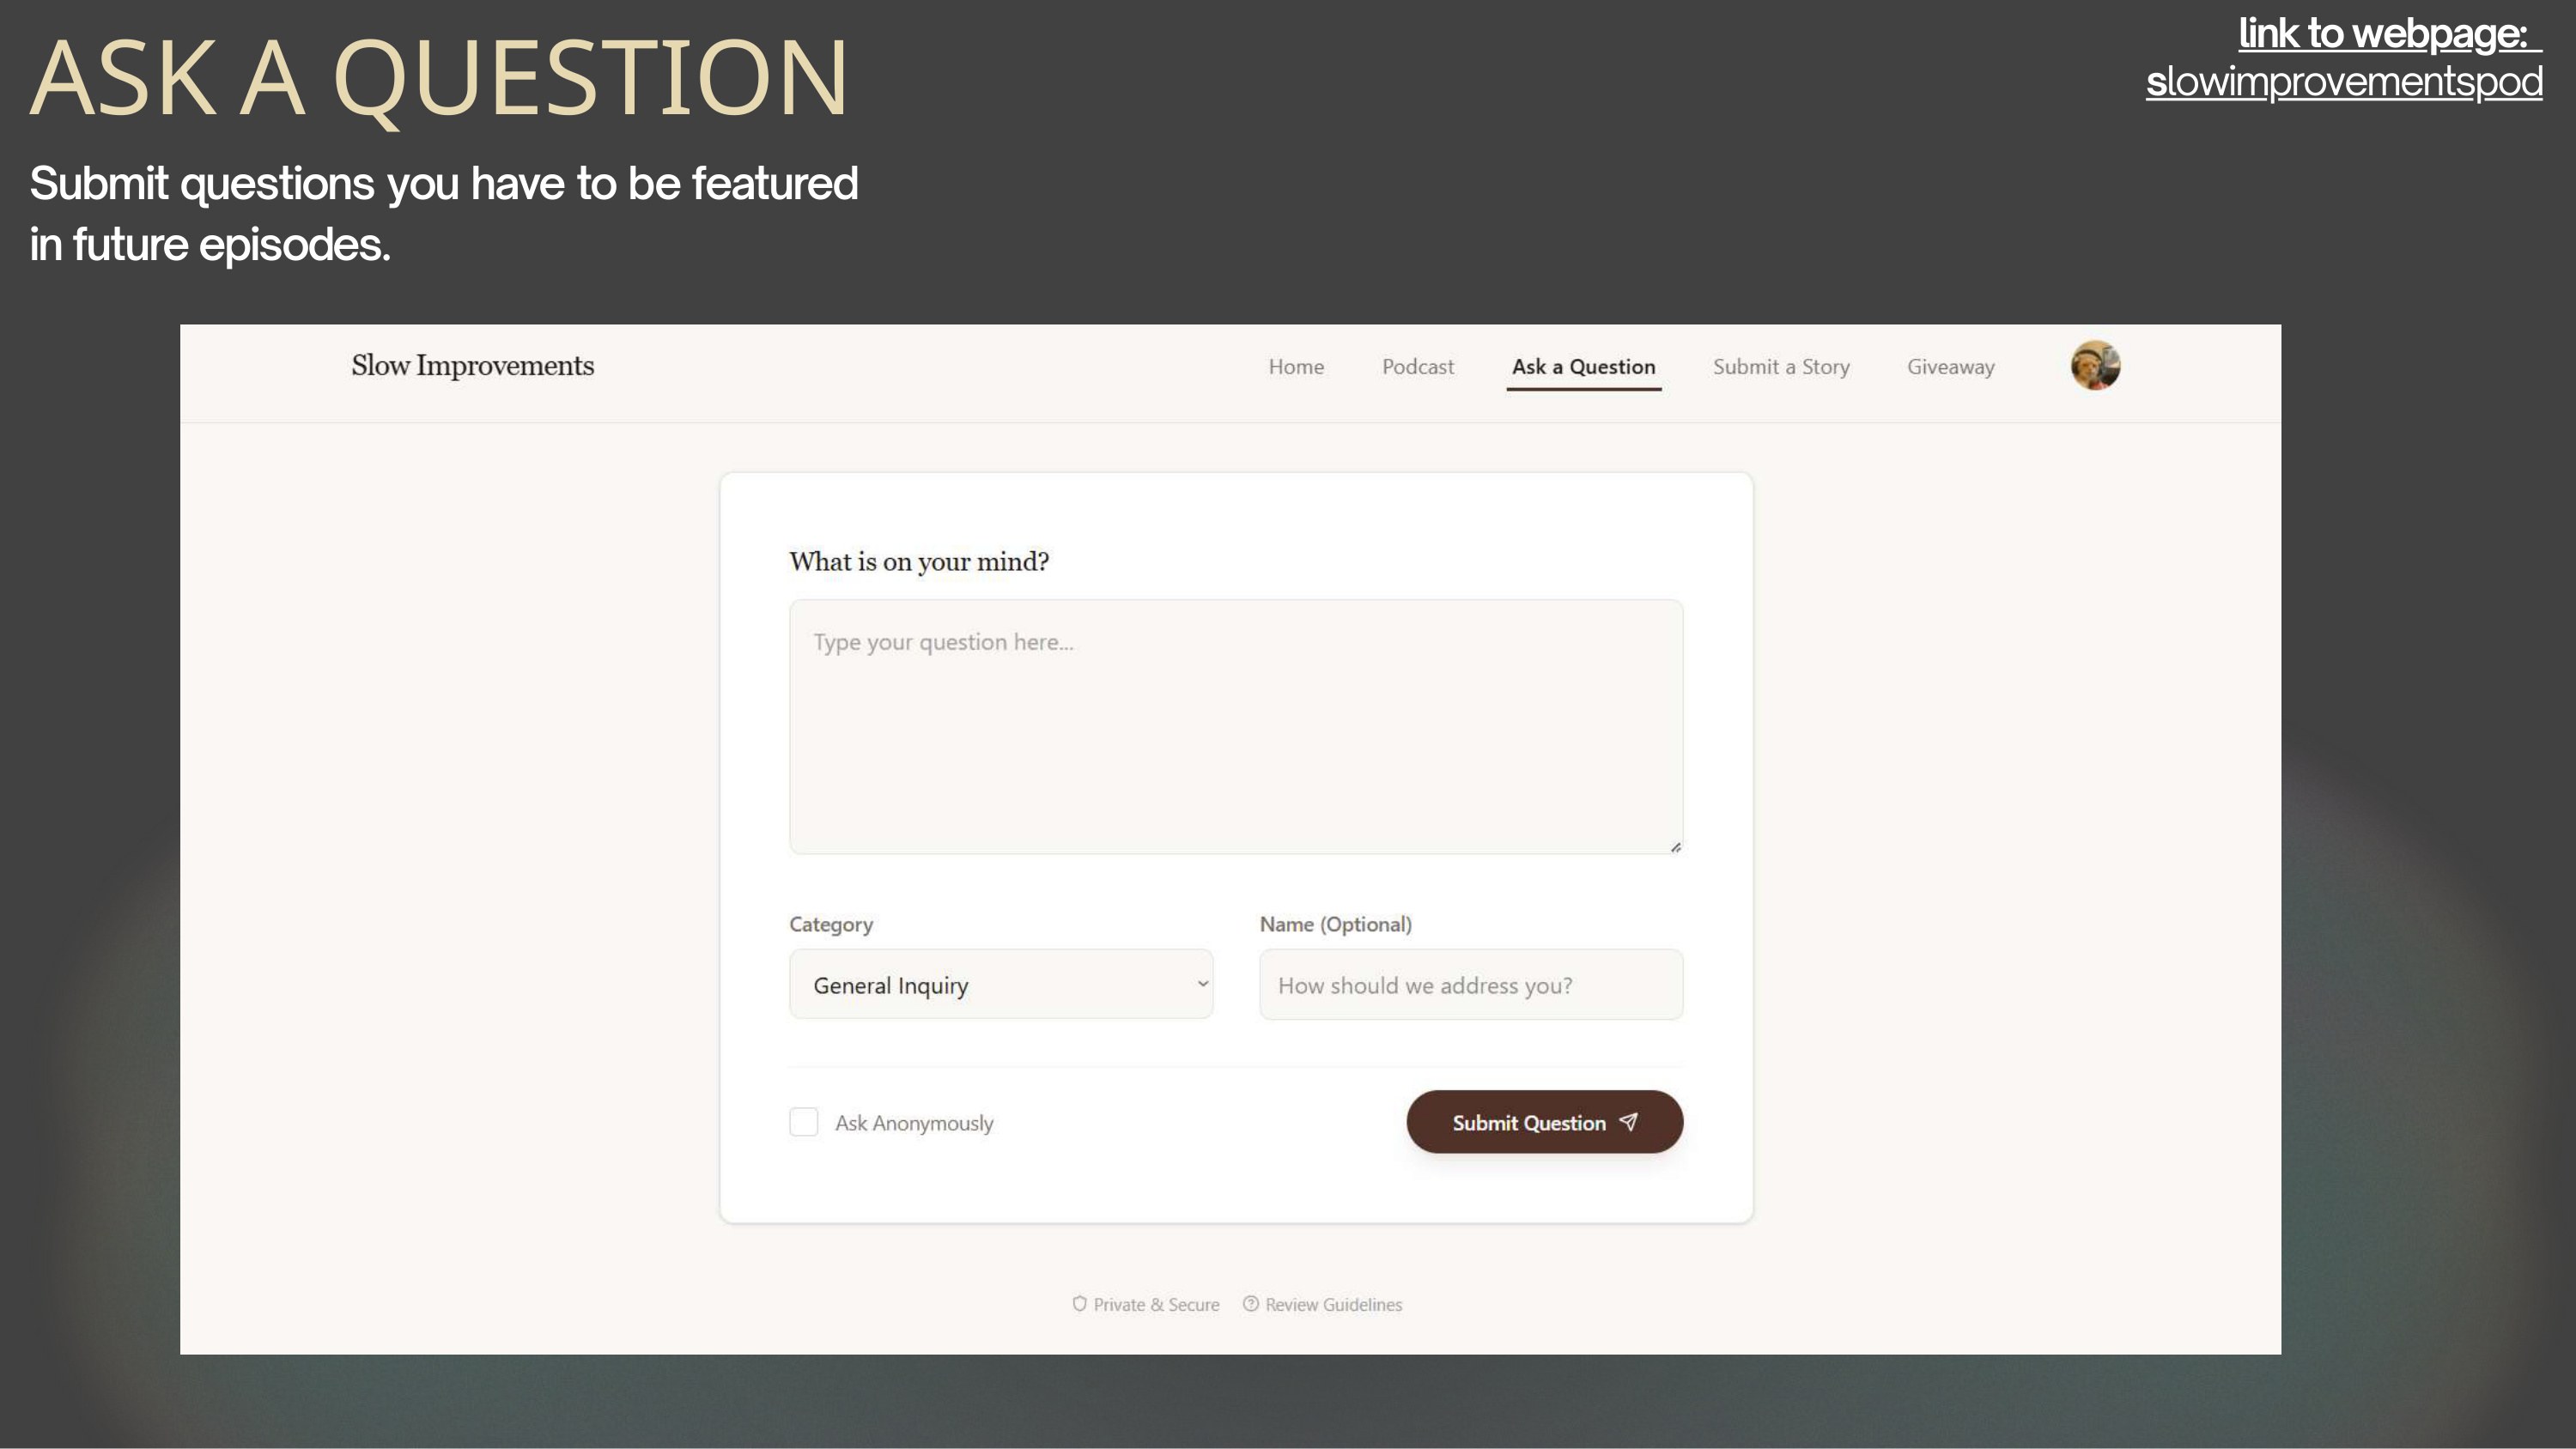 ASK A QUESTION
Submit questions you have to be featured
in future episodes.
link to webpage:
slowimprovementspod
Slow Improvements
Home
Podcast
Ask a Question
Submit a Story
Giveaway
What is on your mind?
Type your question here...
Category
Name (Optional)
General Inquiry
How should we address you?
Ask Anonymously
Submit Question
Private & Secure
Review Guidelines